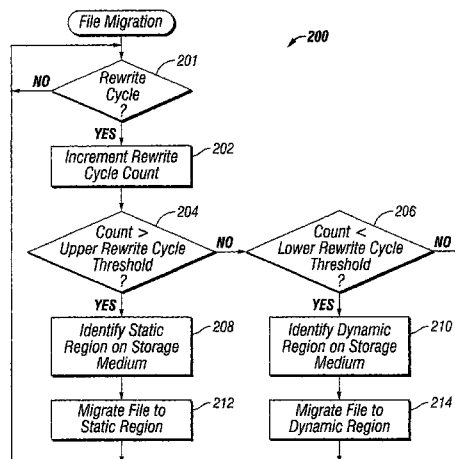 File Migration
200
201
Rewrite
Cycle
?
NO
YES
202
Increment Rewrite
Cycle Count
204
Count >
Upper Rewrite Cycle
Threshold
?
NO
YES
206
Count <
Lower Rewrite Cycle
Threshold
?
NO
YES
208
Identify Static
Region on Storage
Medium
210
Identify Dynamic
Region on Storage
Medium
212
Migrate File to
Static Region
214
Migrate File to
Dynamic Region